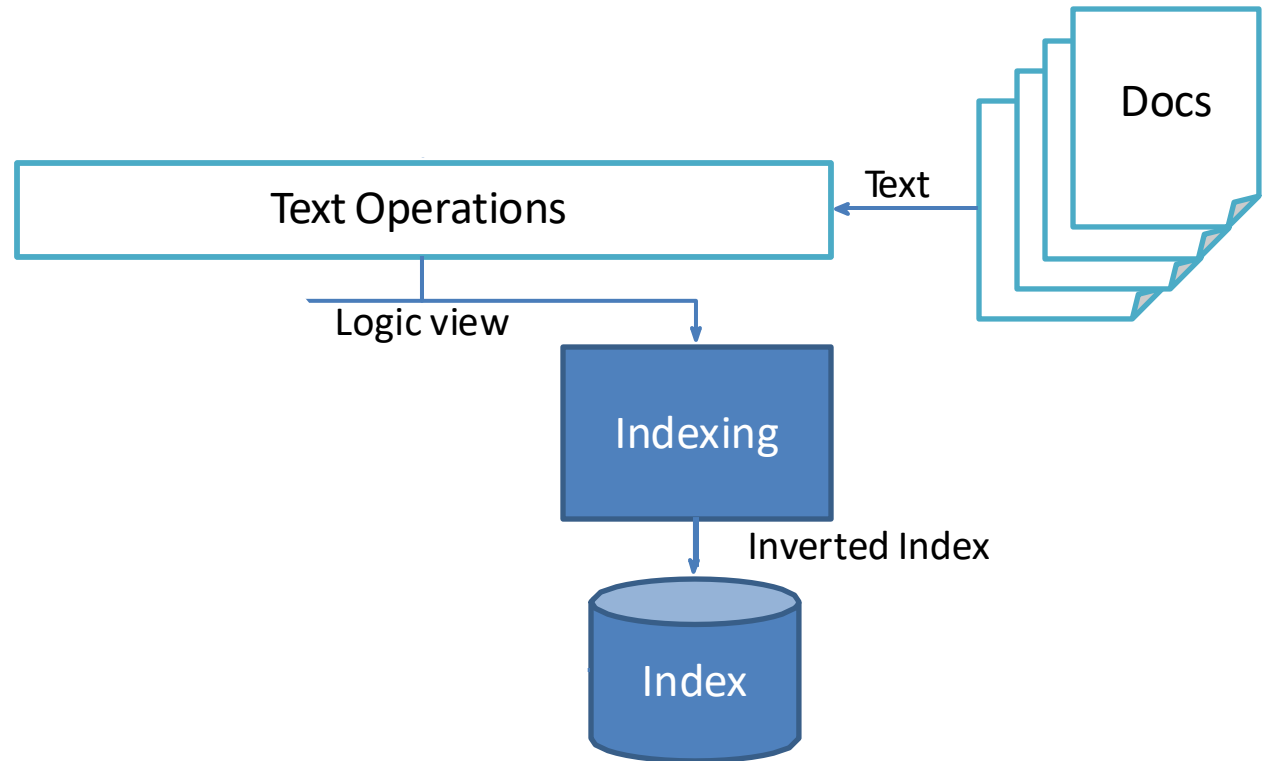 Docs
Text
Text Operations
Logic view
Indexing
Inverted Index
Index